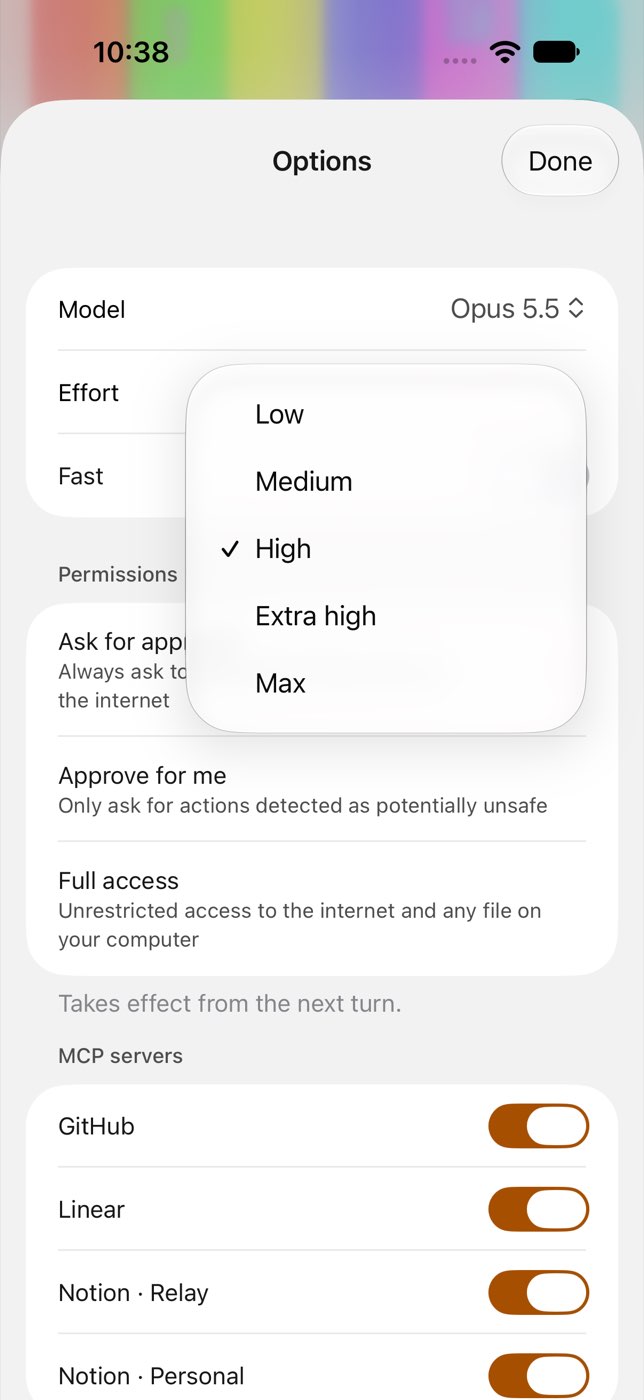 10:38
Options
Done
Model
Opus 5.5
Effort
Low
Medium
High
Extra high
Max
Fast
Permissions
Ask for app
Always ask to
the internet
Approve for me
Only ask for actions detected as potentially unsafe
Full access
Unrestricted access to the internet and any file on
your computer
Takes effect from the next turn.
MCP servers
GitHub
Linear
Notion · Relay
Notion · Personal